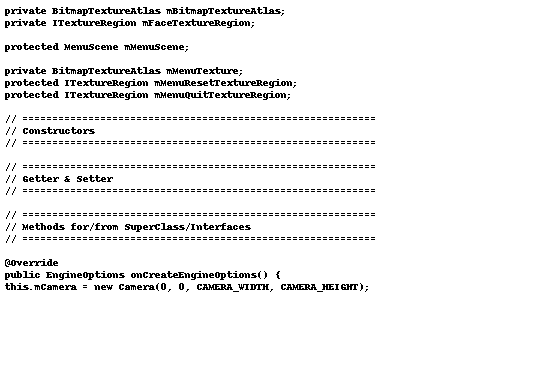 private BitmapTextureAtlas mBitmapTextureAtlas;
private ITextureRegion mFaceTextureRegion;
protected MenuScene mMenuScene;
private BitmapTextureAtlas mMenuTexture;
protected ITextureRegion mMenuResetTextureRegion;
protected ITextureRegion mMenuQuitTextureRegion;
// ===========================================================
// Constructors
// ===========================================================
// ===========================================================
// Getter & Setter
// ===========================================================
// ===========================================================
// Methods for/from SuperClass/Interfaces
// ===========================================================
@Override
public EngineOptions onCreateEngineOptions() {
this.mCamera = new Camera(0, 0, CAMERA_WIDTH, CAMERA_HEIGHT);